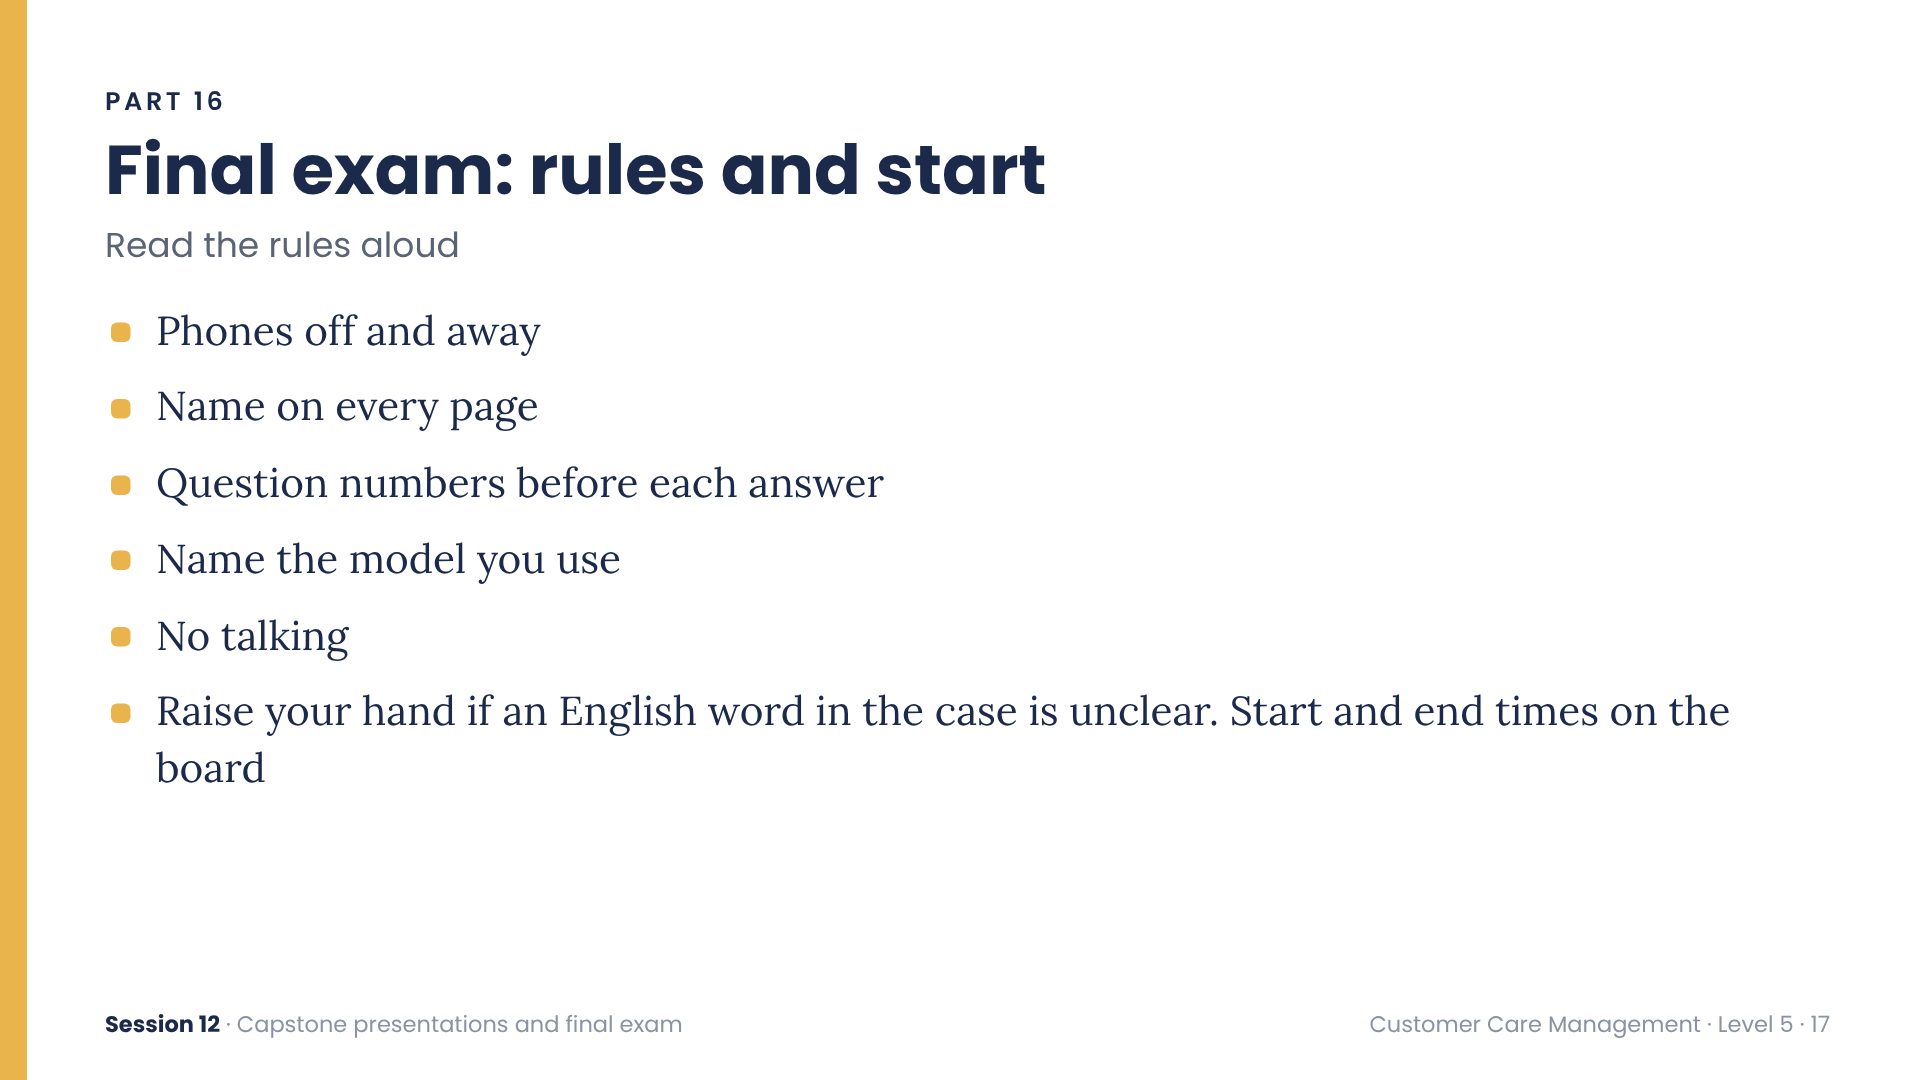 PART 16
Final exam: rules and start
Read the rules aloud
Phones off and away
Name on every page
Question numbers before each answer
Name the model you use
No talking
Raise your hand if an English word in the case is unclear. Start and end times on the
board
Session 12 · Capstone presentations and final exam
Customer Care Management · Level 5 · 17